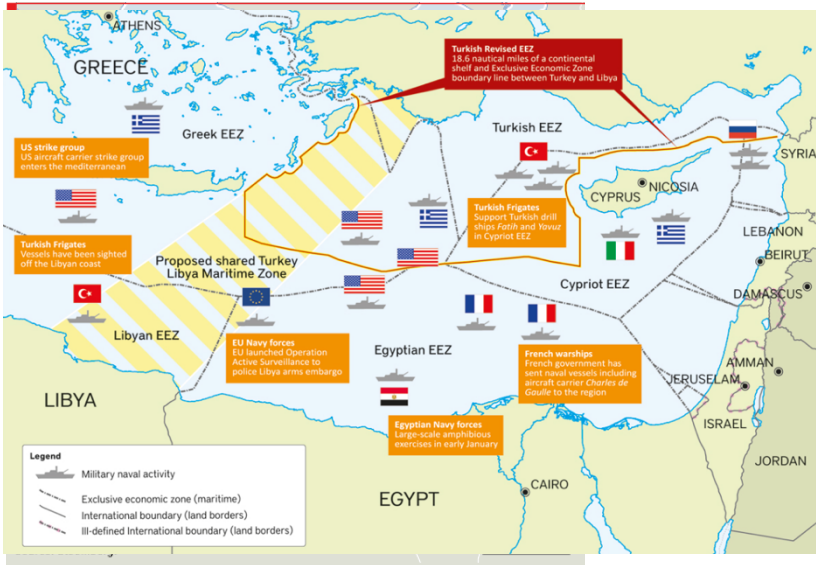 ATHENS
GREECE
Greek EEZ
Turkish Revised EEZ
18.6 nautical miles of a continental
shelf and Exclusive Economic Zone
boundary line between Turkey and Libya
US strike group
US aircraft carrier strike group
enters the mediterranean
Turkish EEZ
SYRIA
Turkish Frigates
Support Turkish drill
ships Fatih and Yavuz
in Cypriot EEZ
CYPRUS
NICOSIA
LEBANON
BEIRUT
DAMASCUS
Turkish Frigates
Vessels have been sighted
off the Libyan coast
Proposed shared Turkey
Libya Maritime Zone
Cypriot EEZ
Libyan EEZ
EU Navy forces
EU launched Operation
Active Surveillance to
police Libya arms embargo
Egyptian EEZ
French warships
French government has
sent naval vessels including
aircraft carrier Charles de
Gaulle to the region
AMMAN
JERUSELAM
ISRAEL
JORDAN
LIBYA
Egyptian Navy forces
Large-scale amphibious
exercises in early January
EGYPT
CAIRO
Legend
Military naval activity
Exclusive economic zone (maritime)
International boundary (land borders)
Ill-defined International boundary (land borders)